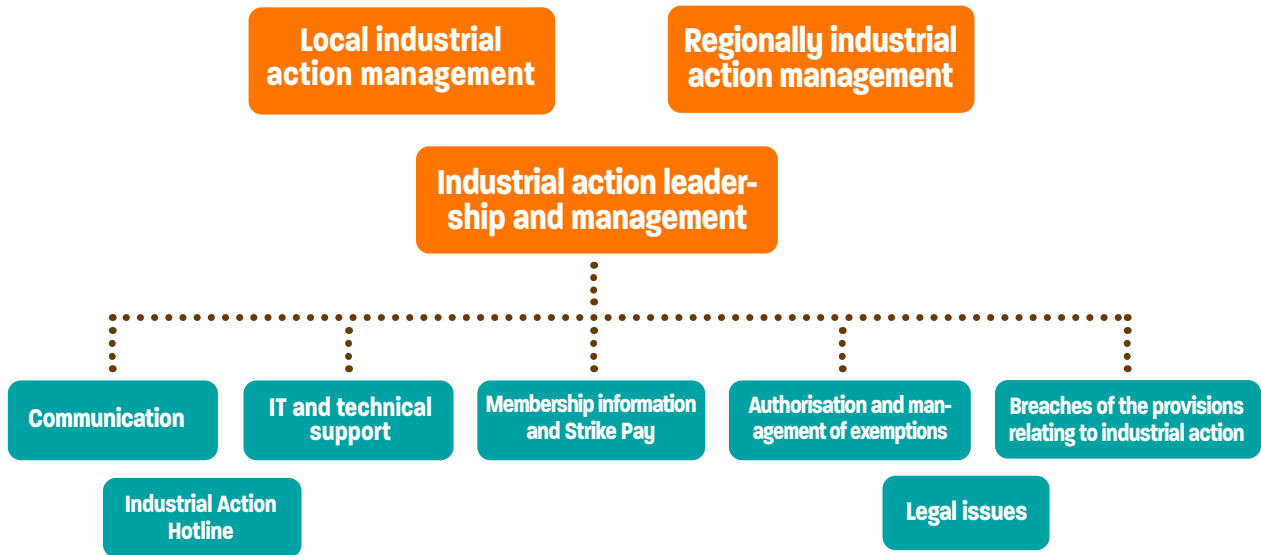 Local industrial
action management
Regionally industrial
action management
Industrial action leader-
ship and management
Communication
IT and technical
support
Membership information
and Strike Pay
Authorisation and man-
agement of exemptions
Breaches of the provisions
relating to industrial action
Industrial Action
Hotline
Legal issues